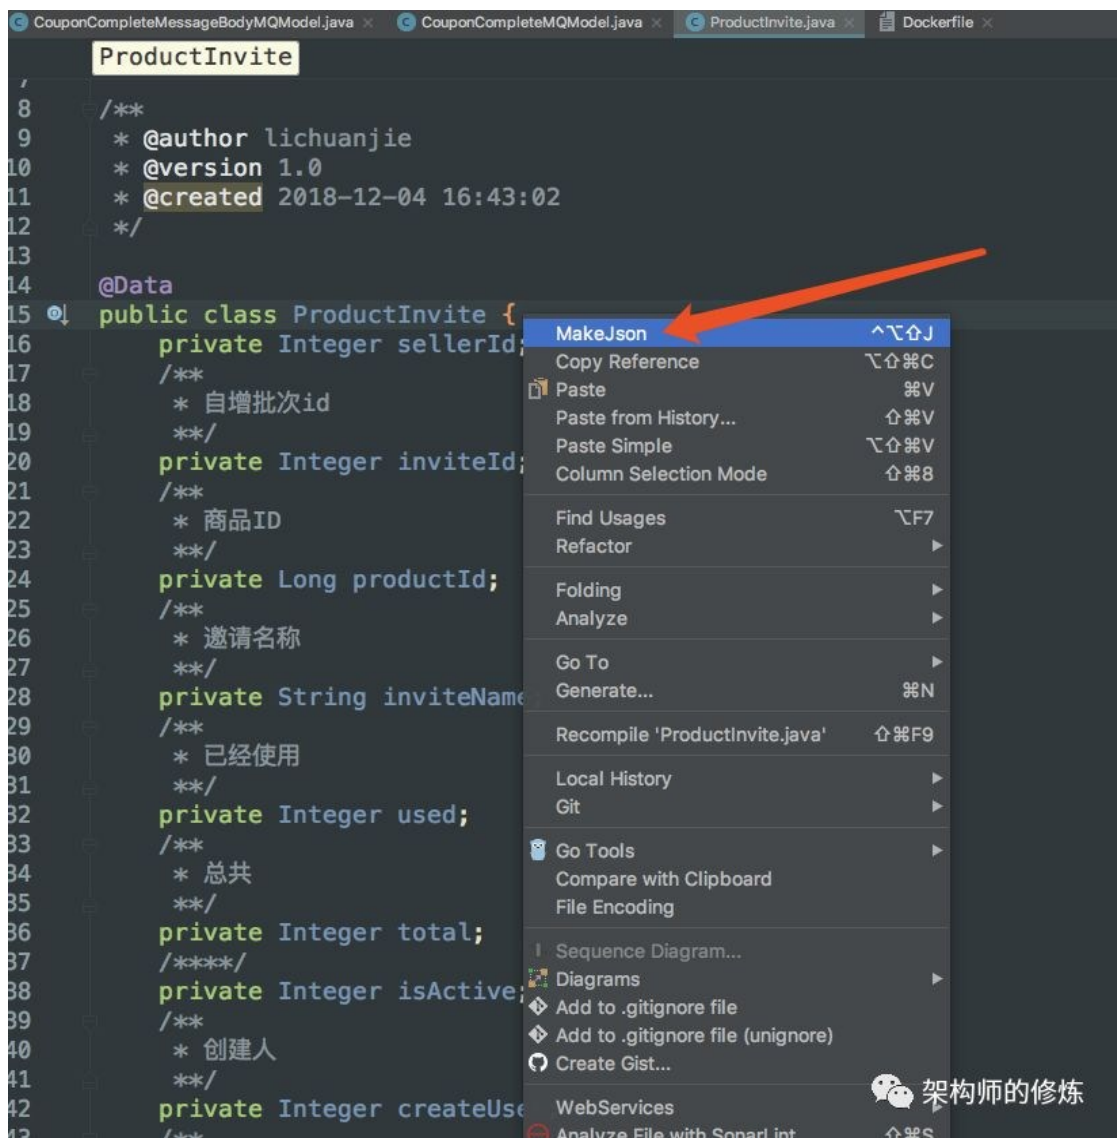 CouponCompleteMessageBodyMQModel.java × CouponCompleteMQModel.java × ProductInvite.java × Dockerfile ×
ProductInvite
7
8 /**
9 * @author lichuanjie
10 * @version 1.0
11 * @created 2018-12-04 16:43:02
12 */
13
14 @Data
15 public class ProductInvite {
16 private Integer sellerId;
17 /**
18 * 自增批次id
19 **/
20 private Integer inviteId;
21 /**
22 * 商品ID
23 **/
24 private Long productId;
25 /**
26 * 邀请名称
27 **/
28 private String inviteName
29 /**
30 * 已经使用
31 **/
32 private Integer used;
33 /**
34 * 总共
35 **/
36 private Integer total;
37 /****/
38 private Integer isActive;
39 /**
40 * 创建人
41 **/
42 private Integer createUse
43 /**
MakeJson ^⌥⇧J
Copy Reference ⌥⇧⌘C
Paste ⌘V
Paste from History... ⇧⌘V
Paste Simple ⌥⇧⌘V
Column Selection Mode ⇧⌘8
Find Usages ⌥F7
Refactor
Folding
Analyze
Go To
Generate... ⌘N
Recompile 'ProductInvite.java' ⇧⌘F9
Local History
Git
Go Tools
Compare with Clipboard
File Encoding
Sequence Diagram...
Diagrams
Add to .gitignore file
Add to .gitignore file (unignore)
Create Gist...
WebServices
Analyze File with SonarLint ⇧⌘S
架构师的修炼